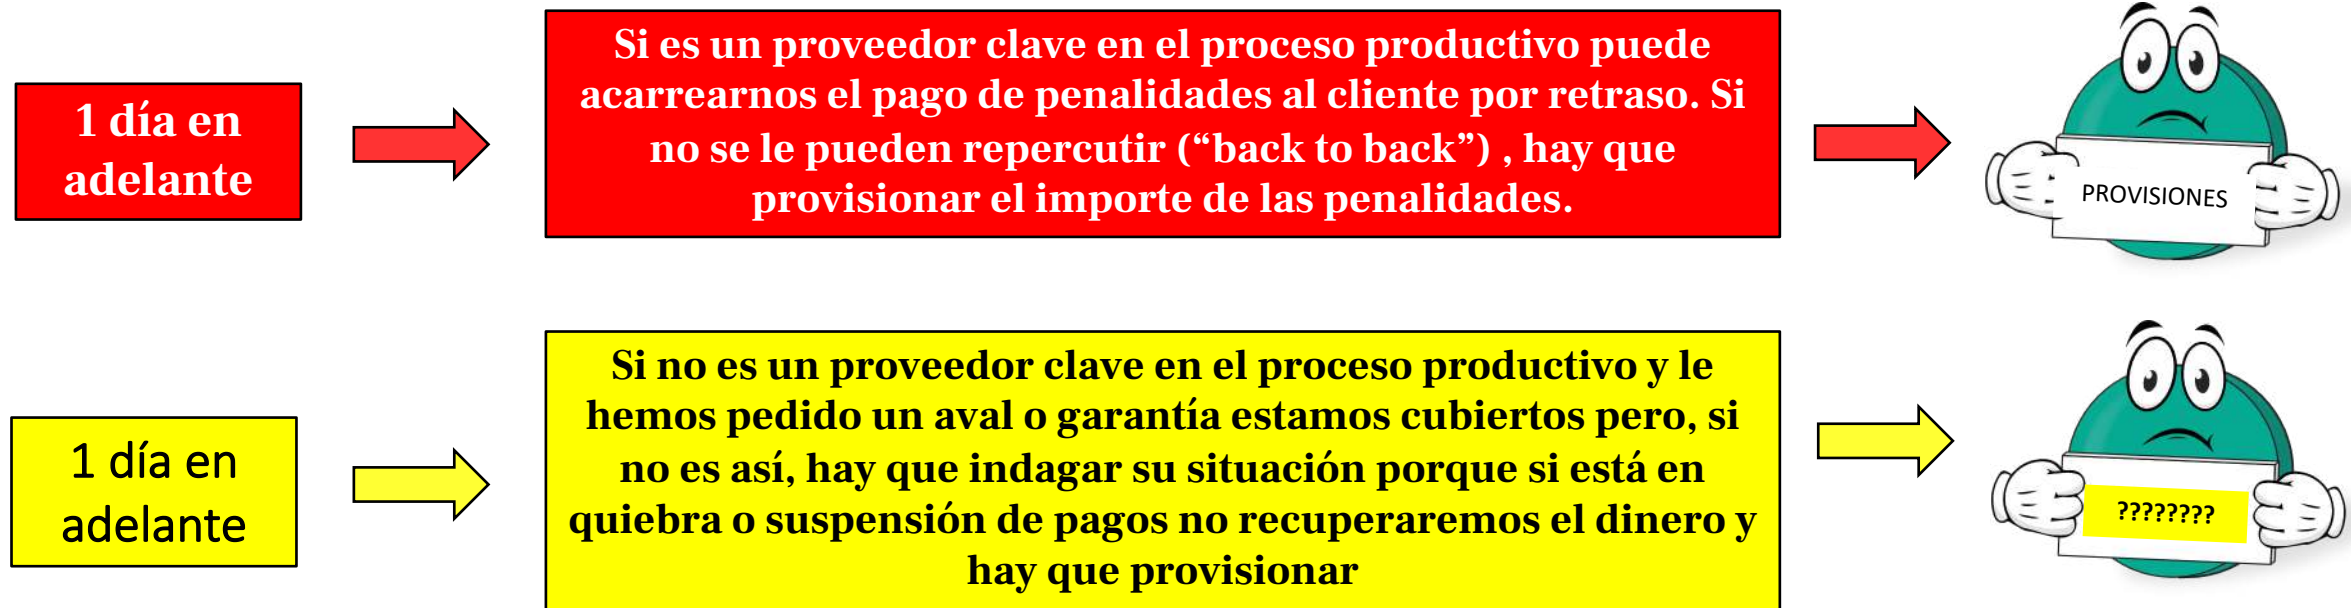 1 día en
adelante
Si es un proveedor clave en el proceso productivo puede
acarrearnos el pago de penalidades al cliente por retraso. Si
no se le pueden repercutir (“back to back”) , hay que
provisionar el importe de las penalidades.
PROVISIONES
1 día en
adelante
Si no es un proveedor clave en el proceso productivo y le
hemos pedido un aval o garantía estamos cubiertos pero, si
no es así, hay que indagar su situación porque si está en
quiebra o suspensión de pagos no recuperaremos el dinero y
hay que provisionar
????????